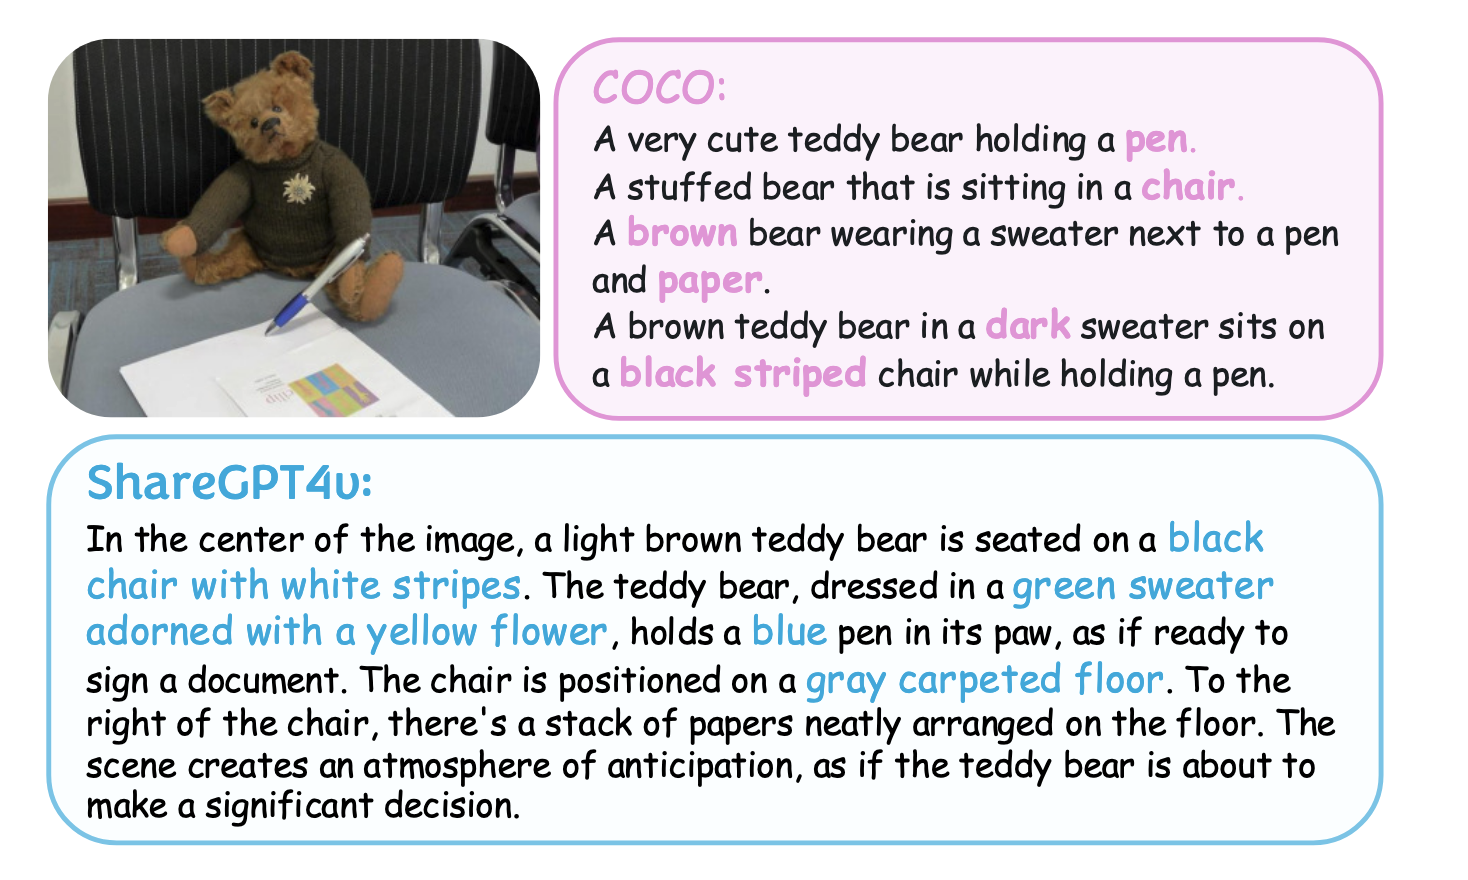 COCO:
A very cute teddy bear holding a pen.
A stuffed bear that is sitting in a chair.
A brown bear wearing a sweater next to a pen
and paper.
A brown teddy bear in a dark sweater sits on
a black striped chair while holding a pen.
ShareGPT4v:
In the center of the image, a light brown teddy bear is seated on a black
chair with white stripes. The teddy bear, dressed in a green sweater
adorned with a yellow flower, holds a blue pen in its paw, as if ready to
sign a document. The chair is positioned on a gray carpeted floor. To the
right of the chair, there's a stack of papers neatly arranged on the floor. The
scene creates an atmosphere of anticipation, as if the teddy bear is about to
make a significant decision.